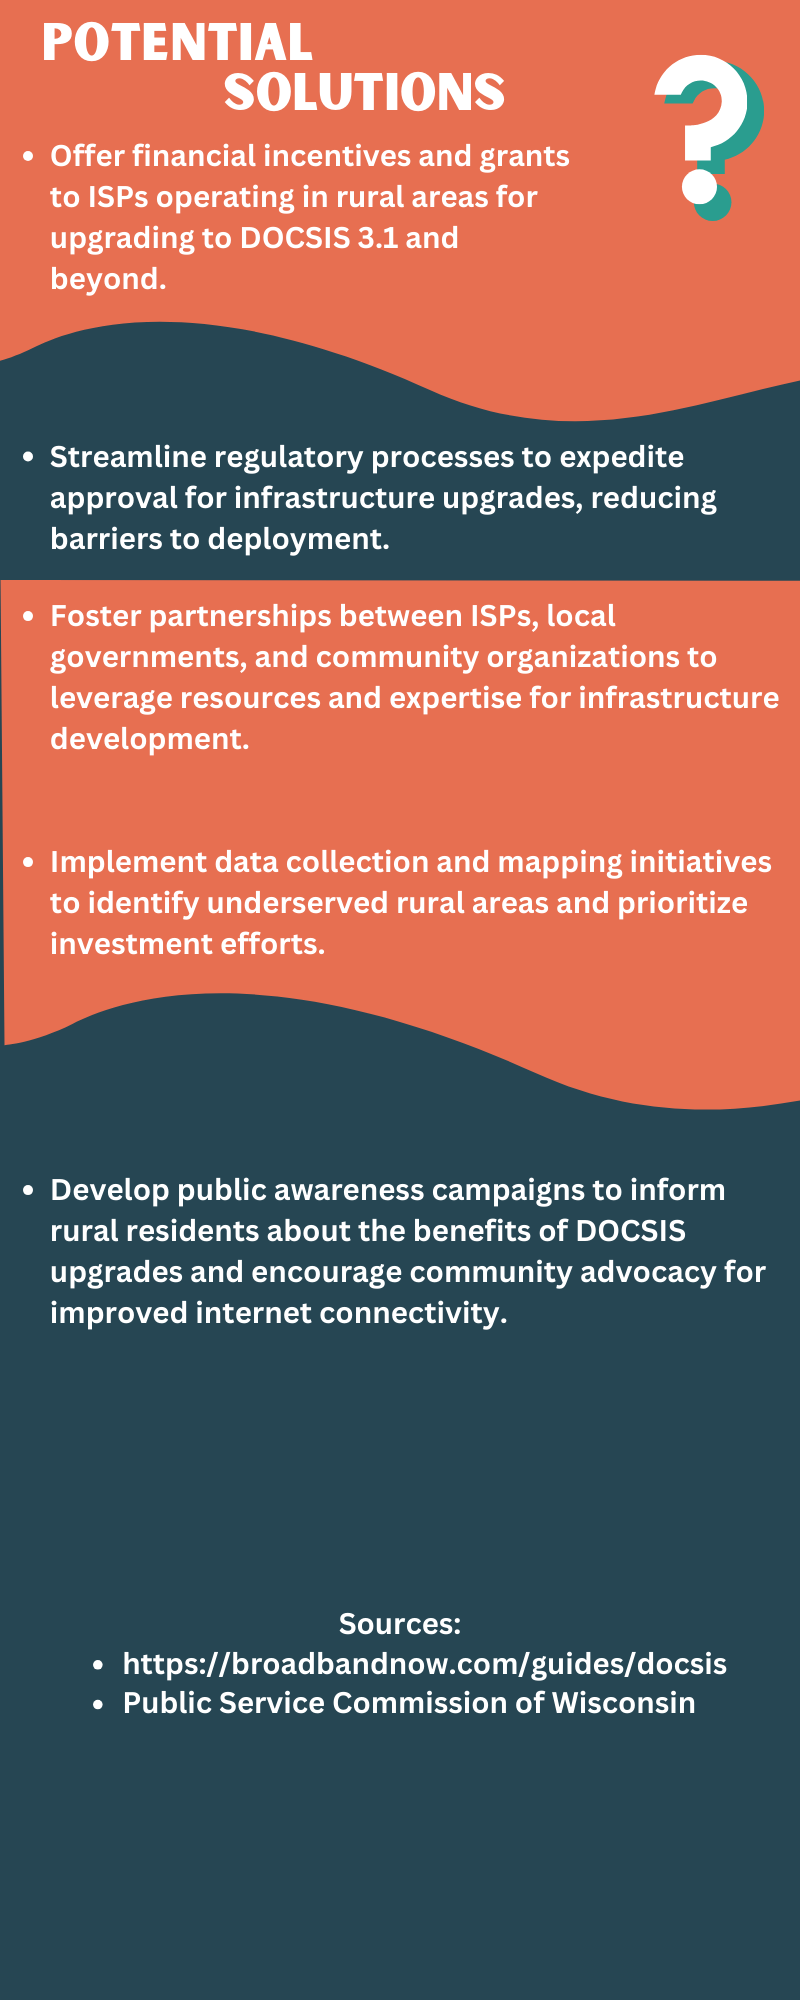 POTENTIAL
SOLUTIONS
?
• Offer financial incentives and grants
to ISPs operating in rural areas for
upgrading to DOCSIS 3.1 and
beyond.
• Streamline regulatory processes to expedite
approval for infrastructure upgrades, reducing
barriers to deployment.
• Foster partnerships between ISPs, local
governments, and community organizations to
leverage resources and expertise for infrastructure
development.
• Implement data collection and mapping initiatives
to identify underserved rural areas and prioritize
investment efforts.
• Develop public awareness campaigns to inform
rural residents about the benefits of DOCSIS
upgrades and encourage community advocacy for
improved internet connectivity.
Sources:
• https://broadbandnow.com/guides/docsis
• Public Service Commission of Wisconsin